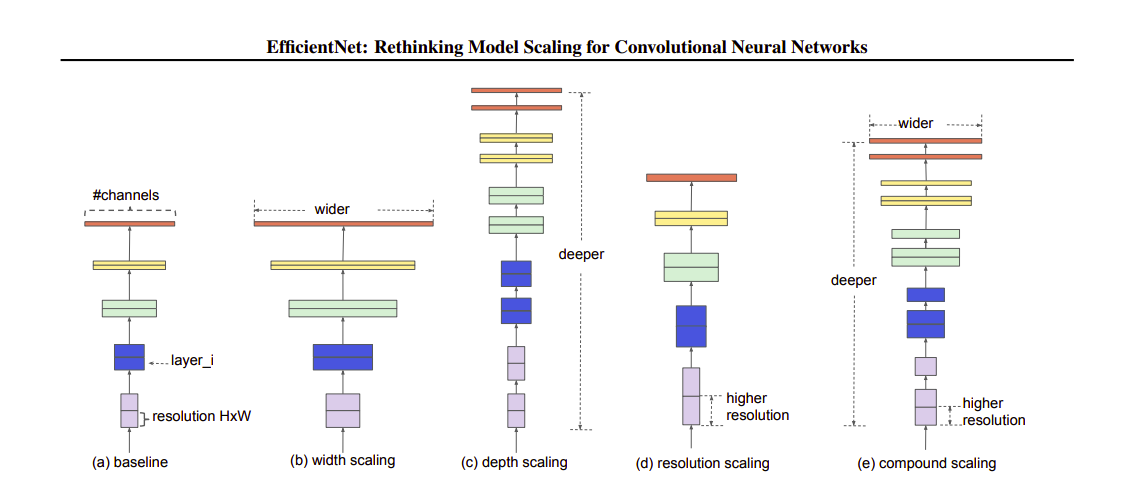 EfficientNet: Rethinking Model Scaling for Convolutional Neural Networks
#channels
layer_i
resolution HxW
(a) baseline
wider
(b) width scaling
deeper
(c) depth scaling
higher
resolution
(d) resolution scaling
wider
deeper
higher
resolution
(e) compound scaling